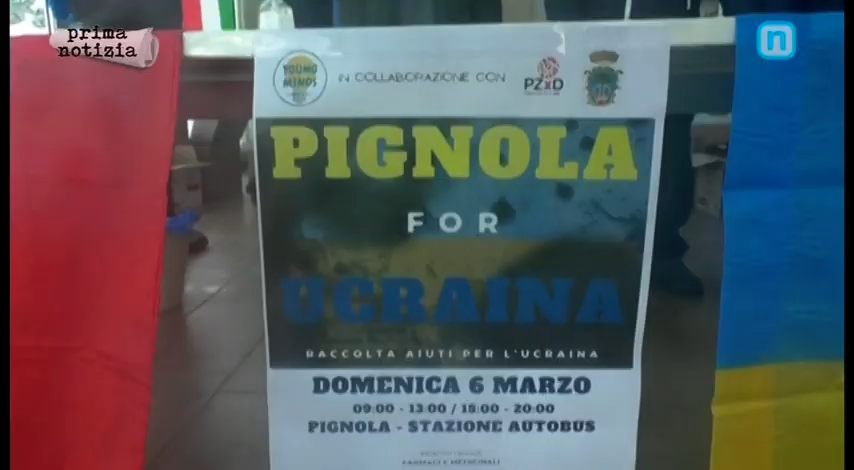 prima
notizia
n
YOUNG
MINDS
IN COLLABORAZIONE CON
PZxD
PIGNOLA
FOR
UCRAINA
RACCOLTA AIUTI PER L'UCRAINA
DOMENICA 6 MARZO
09:00 - 13:00 / 18:00 - 20:00
PIGNOLA - STAZIONE AUTOBUS
FARMACI E MEDICINALI